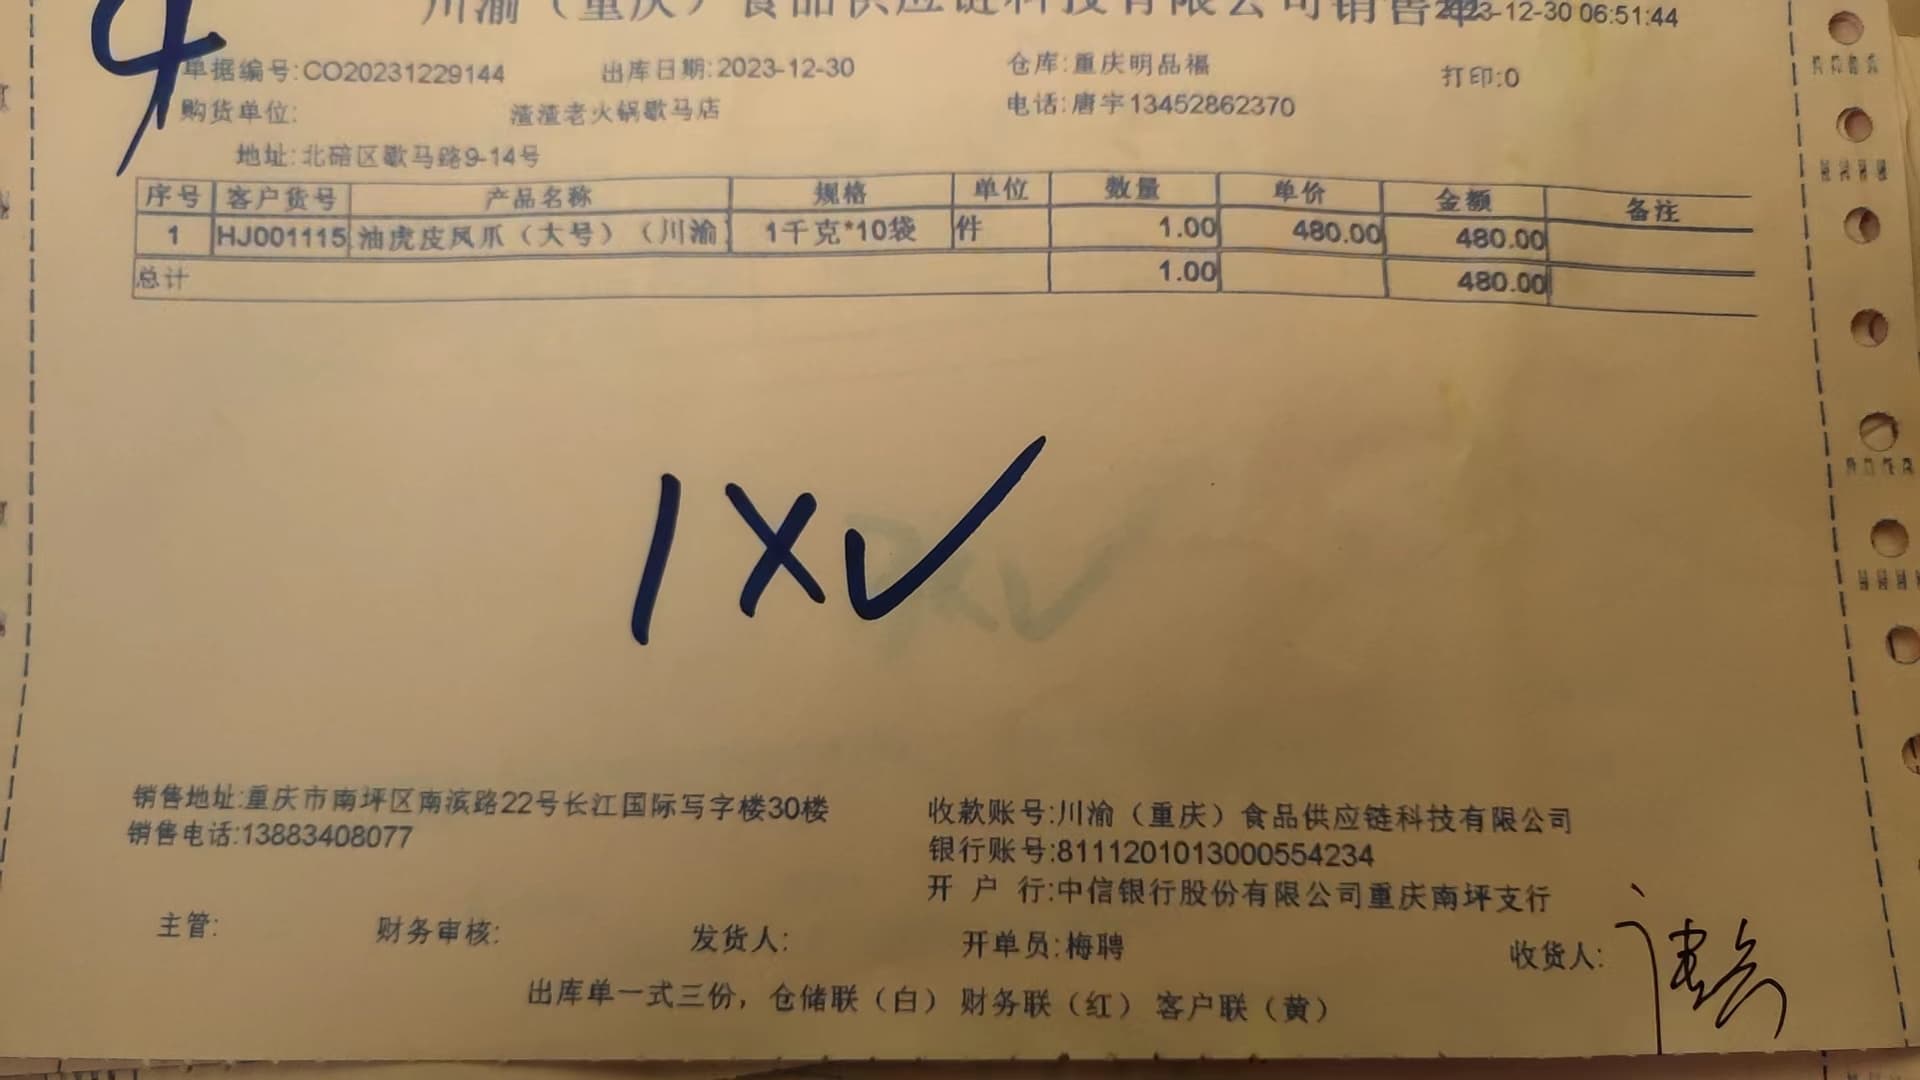 川渝（重庆）食品供应链科技有限公司销售单
2023-12-30 06:51:44
4
单据编号:CO20231229144 出库日期:2023-12-30 仓库:重庆明品福 打印:0
购货单位: 渣渣老火锅歇马店 电话:唐宇13452862370
地址:北碚区歇马路9-14号
序号 客户货号 产品名称 规格 单位 数量 单价 金额 备注
1 HJ001115 油虎皮凤爪（大号）（川渝 1千克*10袋 件 1.00 480.00 480.00
总计 1.00 480.00
1X✓
销售地址:重庆市南坪区南滨路22号长江国际写字楼30楼
销售电话:13883408077
收款账号:川渝（重庆）食品供应链科技有限公司
银行账号:8111201013000554234
开 户 行:中信银行股份有限公司重庆南坪支行
主管: 财务审核: 发货人: 开单员:梅聘 收货人:
出库单一式三份，仓储联（白） 财务联（红） 客户联（黄）